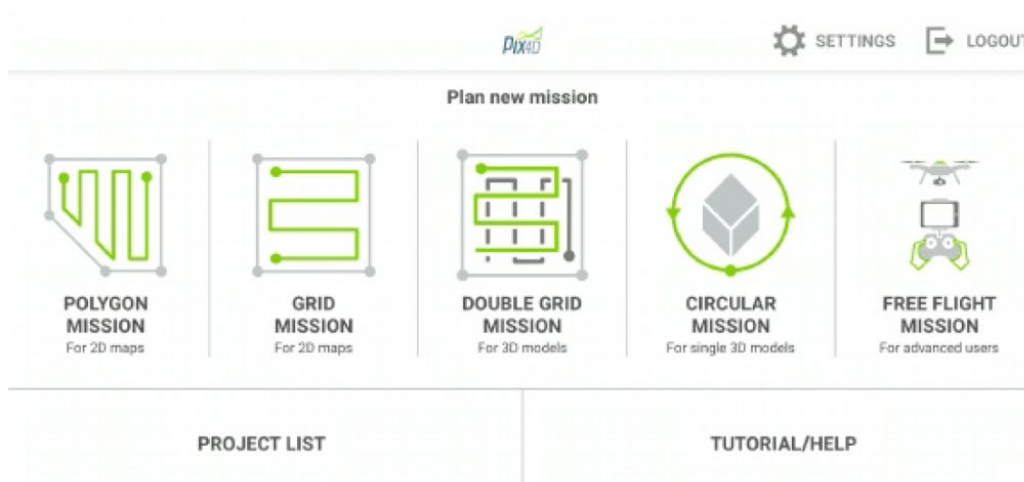 PIX4D
SETTINGS
LOGOUT
Plan new mission
POLYGON
MISSION
For 2D maps
GRID
MISSION
For 2D maps
DOUBLE GRID
MISSION
For 3D models
CIRCULAR
MISSION
For single 3D models
FREE FLIGHT
MISSION
For advanced users
PROJECT LIST
TUTORIAL/HELP